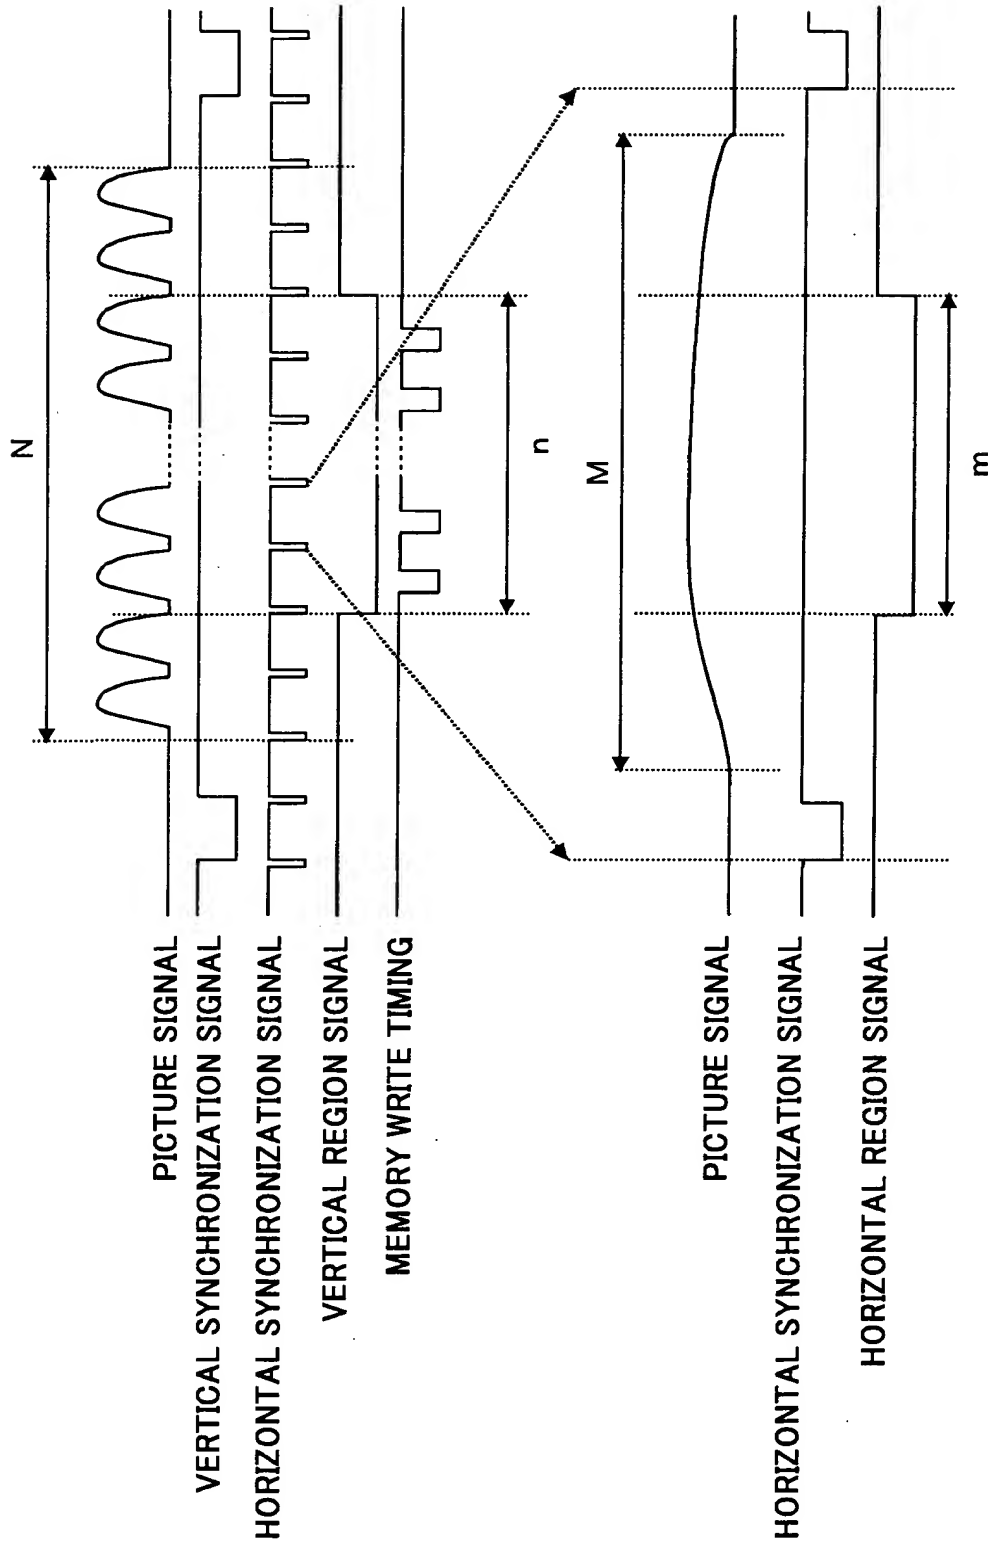 N
PICTURE SIGNAL
VERTICAL SYNCHRONIZATION SIGNAL
HORIZONTAL SYNCHRONIZATION SIGNAL
VERTICAL REGION SIGNAL
MEMORY WRITE TIMING
n
M
PICTURE SIGNAL
HORIZONTAL SYNCHRONIZATION SIGNAL
HORIZONTAL REGION SIGNAL
m